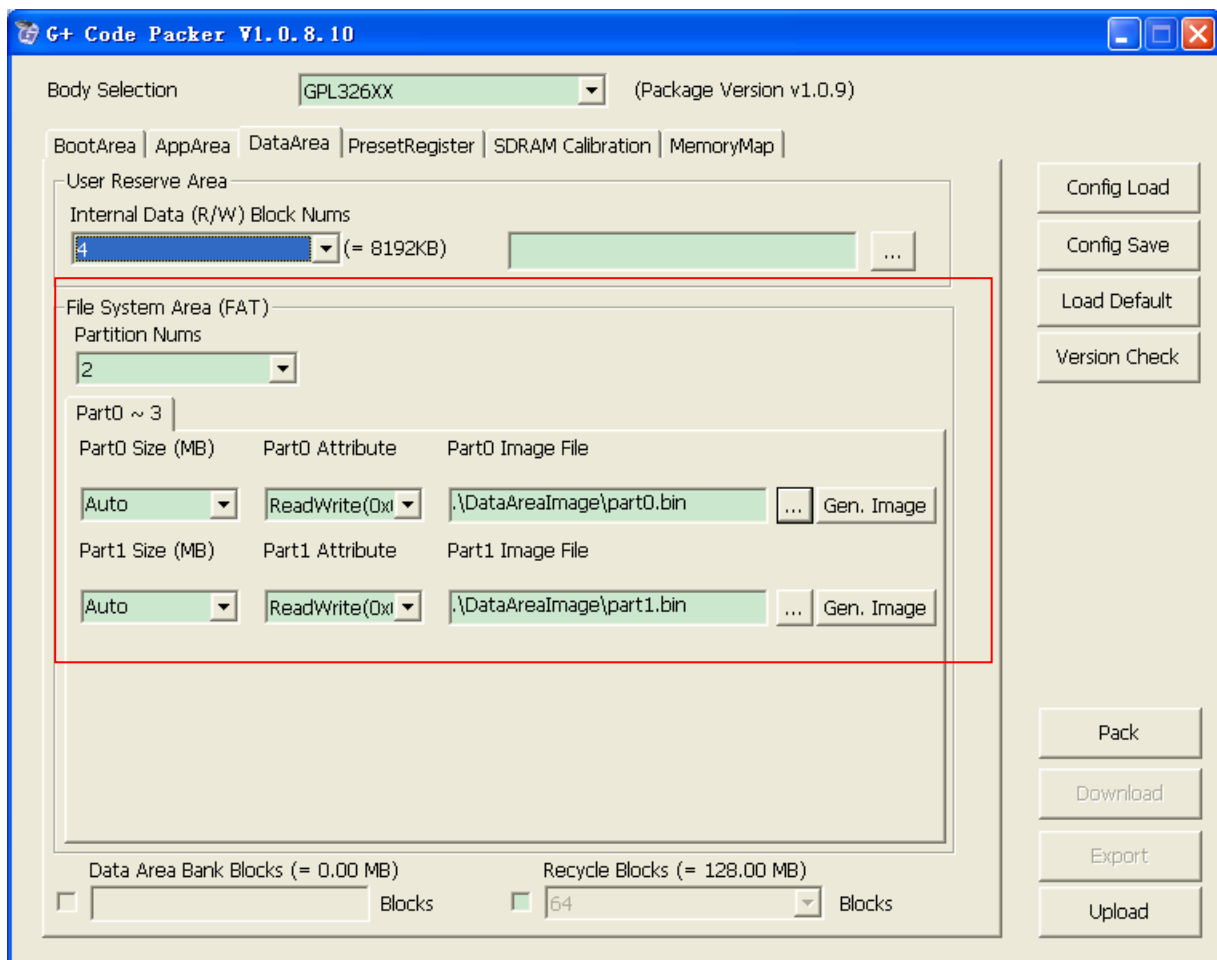 G+ Code Packer V1.0.8.10
Body Selection GPL326XX (Package Version v1.0.9)
BootArea AppArea DataArea PresetRegister SDRAM Calibration MemoryMap
User Reserve Area
Internal Data (R/W) Block Nums
4 (= 8192KB) ...
File System Area (FAT)
Partition Nums
2
Part0 ~ 3
Part0 Size (MB) Part0 Attribute Part0 Image File
Auto ReadWrite(0x .\DataAreaImage\part0.bin ... Gen. Image
Part1 Size (MB) Part1 Attribute Part1 Image File
Auto ReadWrite(0x .\DataAreaImage\part1.bin ... Gen. Image
Data Area Bank Blocks (= 0.00 MB) Recycle Blocks (= 128.00 MB)
Blocks 64 Blocks
Config Load
Config Save
Load Default
Version Check
Pack
Download
Export
Upload